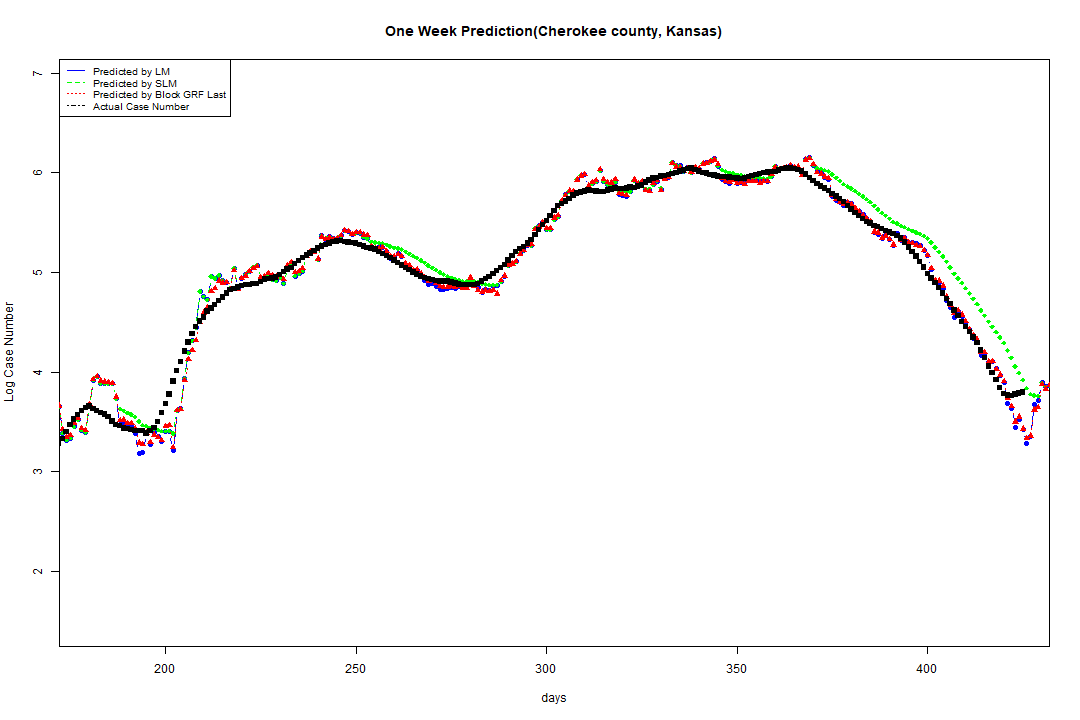 One Week Prediction(Cherokee county, Kansas)
Predicted by LM
Predicted by SLM
Predicted by Block GRF Last
Actual Case Number
7
6
5
4
3
2
Log Case Number
200 250 300 350 400
days